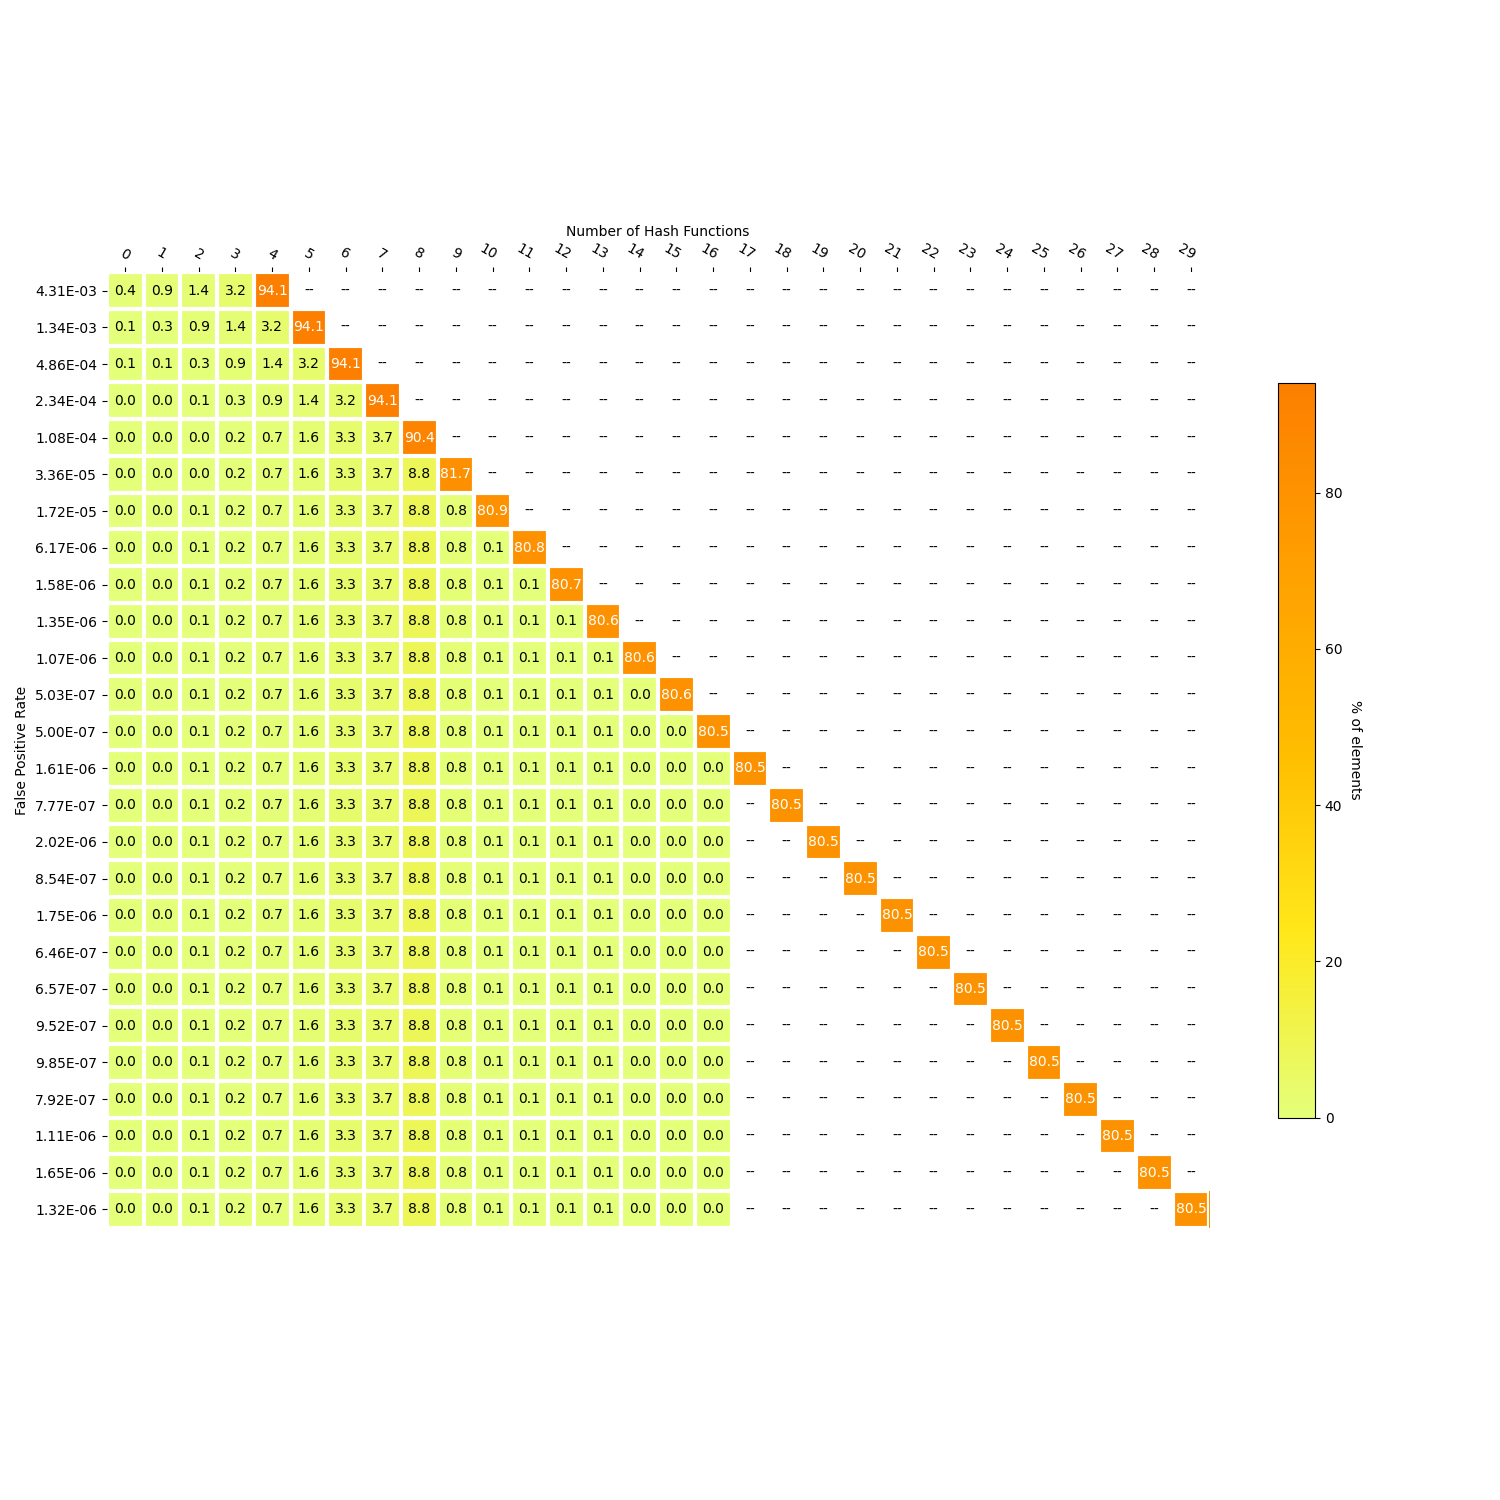 Number of Hash Functions
0 1 2 3 4 5 6 7 8 9 10 11 12 13 14 15 16 17 18 19 20 21 22 23 24 25 26 27 28 29
4.31E-03 0.4 0.9 1.4 3.2 94.1 -- -- -- -- -- -- -- -- -- -- -- -- -- -- -- -- -- -- -- -- -- -- -- -- --
1.34E-03 0.1 0.3 0.9 1.4 3.2 94.1 -- -- -- -- -- -- -- -- -- -- -- -- -- -- -- -- -- -- -- -- -- -- -- --
4.86E-04 0.1 0.1 0.3 0.9 1.4 3.2 94.1 -- -- -- -- -- -- -- -- -- -- -- -- -- -- -- -- -- -- -- -- -- -- --
2.34E-04 0.0 0.0 0.1 0.3 0.9 1.4 3.2 94.1 -- -- -- -- -- -- -- -- -- -- -- -- -- -- -- -- -- -- -- -- -- --
1.08E-04 0.0 0.0 0.0 0.2 0.7 1.6 3.3 3.7 90.4 -- -- -- -- -- -- -- -- -- -- -- -- -- -- -- -- -- -- -- -- --
3.36E-05 0.0 0.0 0.0 0.2 0.7 1.6 3.3 3.7 8.8 81.7 -- -- -- -- -- -- -- -- -- -- -- -- -- -- -- -- -- -- -- --
1.72E-05 0.0 0.0 0.1 0.2 0.7 1.6 3.3 3.7 8.8 0.8 80.9 -- -- -- -- -- -- -- -- -- -- -- -- -- -- -- -- -- -- --
6.17E-06 0.0 0.0 0.1 0.2 0.7 1.6 3.3 3.7 8.8 0.8 0.1 80.8 -- -- -- -- -- -- -- -- -- -- -- -- -- -- -- -- -- --
1.58E-06 0.0 0.0 0.1 0.2 0.7 1.6 3.3 3.7 8.8 0.8 0.1 0.1 80.7 -- -- -- -- -- -- -- -- -- -- -- -- -- -- -- -- --
1.35E-06 0.0 0.0 0.1 0.2 0.7 1.6 3.3 3.7 8.8 0.8 0.1 0.1 0.1 80.6 -- -- -- -- -- -- -- -- -- -- -- -- -- -- -- --
1.07E-06 0.0 0.0 0.1 0.2 0.7 1.6 3.3 3.7 8.8 0.8 0.1 0.1 0.1 0.1 80.6 -- -- -- -- -- -- -- -- -- -- -- -- -- -- --
5.03E-07 0.0 0.0 0.1 0.2 0.7 1.6 3.3 3.7 8.8 0.8 0.1 0.1 0.1 0.1 0.0 80.6 -- -- -- -- -- -- -- -- -- -- -- -- -- --
5.00E-07 0.0 0.0 0.1 0.2 0.7 1.6 3.3 3.7 8.8 0.8 0.1 0.1 0.1 0.1 0.0 0.0 80.5 -- -- -- -- -- -- -- -- -- -- -- -- --
1.61E-06 0.0 0.0 0.1 0.2 0.7 1.6 3.3 3.7 8.8 0.8 0.1 0.1 0.1 0.1 0.0 0.0 0.0 80.5 -- -- -- -- -- -- -- -- -- -- -- --
7.77E-07 0.0 0.0 0.1 0.2 0.7 1.6 3.3 3.7 8.8 0.8 0.1 0.1 0.1 0.1 0.0 0.0 0.0 -- 80.5 -- -- -- -- -- -- -- -- -- -- --
2.02E-06 0.0 0.0 0.1 0.2 0.7 1.6 3.3 3.7 8.8 0.8 0.1 0.1 0.1 0.1 0.0 0.0 0.0 -- -- 80.5 -- -- -- -- -- -- -- -- -- --
8.54E-07 0.0 0.0 0.1 0.2 0.7 1.6 3.3 3.7 8.8 0.8 0.1 0.1 0.1 0.1 0.0 0.0 0.0 -- -- -- 80.5 -- -- -- -- -- -- -- -- --
1.75E-06 0.0 0.0 0.1 0.2 0.7 1.6 3.3 3.7 8.8 0.8 0.1 0.1 0.1 0.1 0.0 0.0 0.0 -- -- -- -- 80.5 -- -- -- -- -- -- -- --
6.46E-07 0.0 0.0 0.1 0.2 0.7 1.6 3.3 3.7 8.8 0.8 0.1 0.1 0.1 0.1 0.0 0.0 0.0 -- -- -- -- -- 80.5 -- -- -- -- -- -- --
6.57E-07 0.0 0.0 0.1 0.2 0.7 1.6 3.3 3.7 8.8 0.8 0.1 0.1 0.1 0.1 0.0 0.0 0.0 -- -- -- -- -- -- 80.5 -- -- -- -- -- --
9.52E-07 0.0 0.0 0.1 0.2 0.7 1.6 3.3 3.7 8.8 0.8 0.1 0.1 0.1 0.1 0.0 0.0 0.0 -- -- -- -- -- -- -- 80.5 -- -- -- -- --
9.85E-07 0.0 0.0 0.1 0.2 0.7 1.6 3.3 3.7 8.8 0.8 0.1 0.1 0.1 0.1 0.0 0.0 0.0 -- -- -- -- -- -- -- -- 80.5 -- -- -- --
7.92E-07 0.0 0.0 0.1 0.2 0.7 1.6 3.3 3.7 8.8 0.8 0.1 0.1 0.1 0.1 0.0 0.0 0.0 -- -- -- -- -- -- -- -- -- 80.5 -- -- --
1.11E-06 0.0 0.0 0.1 0.2 0.7 1.6 3.3 3.7 8.8 0.8 0.1 0.1 0.1 0.1 0.0 0.0 0.0 -- -- -- -- -- -- -- -- -- -- 80.5 -- --
1.65E-06 0.0 0.0 0.1 0.2 0.7 1.6 3.3 3.7 8.8 0.8 0.1 0.1 0.1 0.1 0.0 0.0 0.0 -- -- -- -- -- -- -- -- -- -- -- 80.5 --
1.32E-06 0.0 0.0 0.1 0.2 0.7 1.6 3.3 3.7 8.8 0.8 0.1 0.1 0.1 0.1 0.0 0.0 0.0 -- -- -- -- -- -- -- -- -- -- -- -- 80.5
False Positive Rate
80
60
40
20
0
% of elements